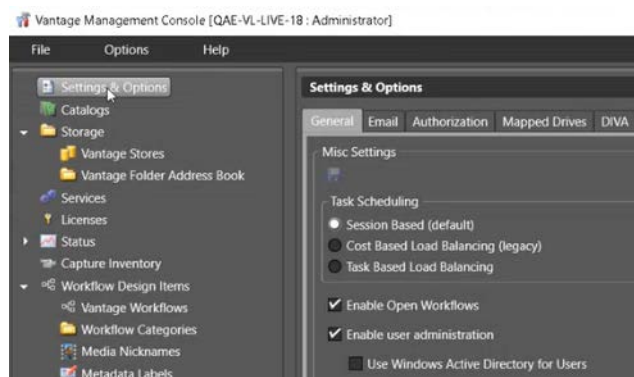 Vantage Management Console [QAE-VL-LIVE-18 : Administrator]
File Options Help
Settings & Options
Catalogs
Storage
Vantage Stores
Vantage Folder Address Book
Services
Licenses
Status
Capture Inventory
Workflow Design Items
Vantage Workflows
Workflow Categories
Media Nicknames
Metadata Labels
Settings & Options
General Email Authorization Mapped Drives DIVA
Misc Settings
Task Scheduling
Session Based (default)
Cost Based Load Balancing (legacy)
Task Based Load Balancing
Enable Open Workflows
Enable user administration
Use Windows Active Directory for Users